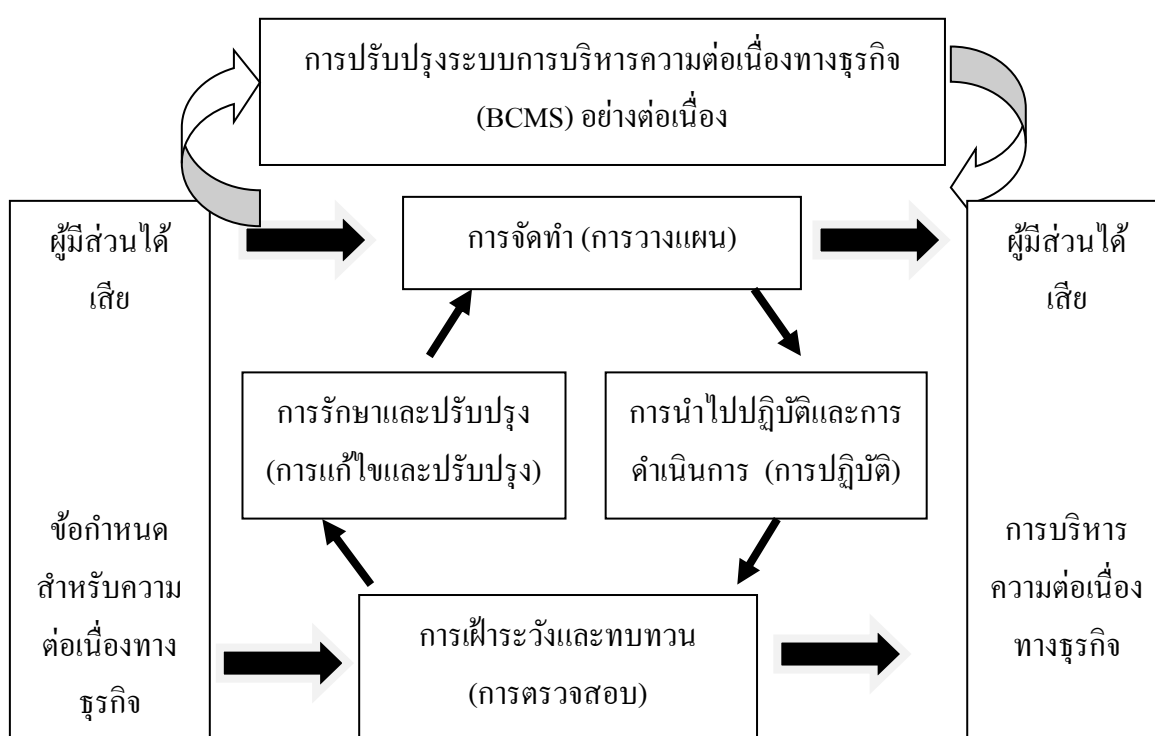 การปรับปรุงระบบการบริหารความต่อเนื่องทางธุรกิจ
(BCMS) อย่างต่อเนื่อง
ผู้มีส่วนได้
เสีย
การจัดทำ (การวางแผน)
ผู้มีส่วนได้
เสีย
การรักษาและปรับปรุง
(การแก้ไขและปรับปรุง)
การนำไปปฏิบัติและการ
ดำเนินการ (การปฏิบัติ)
ข้อกำหนด
สำหรับความ
ต่อเนื่องทาง
ธุรกิจ
การเฝ้าระวังและทบทวน
(การตรวจสอบ)
การบริหาร
ความต่อเนื่อง
ทางธุรกิจ